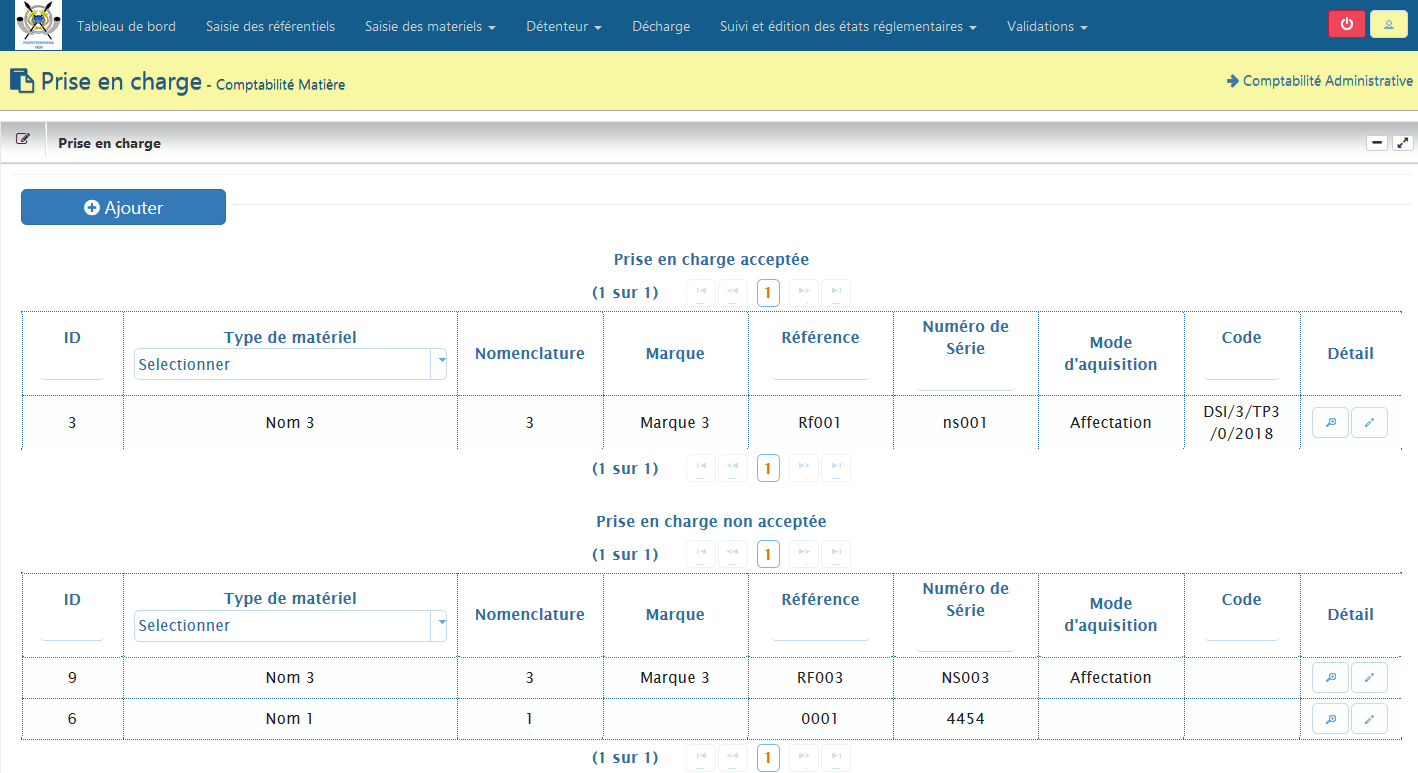 Tableau de bord Saisie des référentiels Saisie des materiels Détenteur Décharge Suivi et édition des états réglementaires Validations
Prise en charge - Comptabilité Matière
Comptabilité Administrative
Prise en charge
Ajouter
Prise en charge acceptée
(1 sur 1) 1
ID Type de matériel Nomenclature Marque Référence Numéro de Série Mode d'aquisition Code Détail
Selectionner
3 Nom 3 3 Marque 3 Rf001 ns001 Affectation DSI/3/TP3
/0/2018
(1 sur 1) 1
Prise en charge non acceptée
(1 sur 1) 1
ID Type de matériel Nomenclature Marque Référence Numéro de Série Mode d'aquisition Code Détail
Selectionner
9 Nom 3 3 Marque 3 RF003 NS003 Affectation
6 Nom 1 1 0001 4454
(1 sur 1) 1